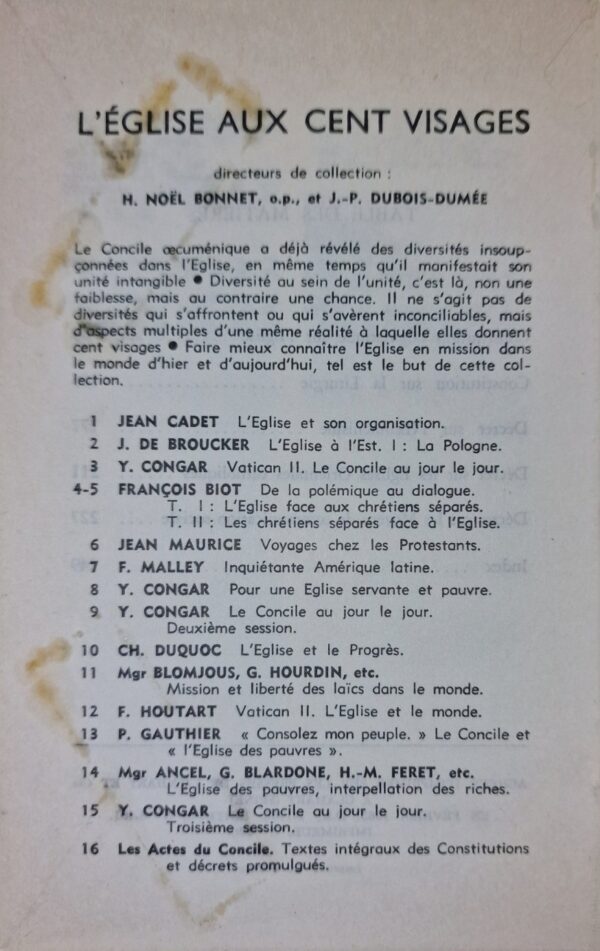 L'ÉGLISE AUX CENT VISAGES
directeurs de collection :
H. NOËL BONNET, o.p., et J.-P. DUBOIS-DUMÉE
Le Concile œcuménique a déjà révélé des diversités insoup-
çonnées dans l'Eglise, en même temps qu'il manifestait son
unité intangible ● Diversité au sein de l'unité, c'est là, non une
faiblesse, mais au contraire une chance. Il ne s'agit pas de
diversités qui s'affrontent ou qui s'avèrent inconciliables, mais
d'aspects multiples d'une même réalité à laquelle elles donnent
cent visages ● Faire mieux connaître l'Eglise en mission dans
le monde d'hier et d'aujourd'hui, tel est le but de cette col-
lection.
1 JEAN CADET L'Eglise et son organisation.
2 J. DE BROUCKER L'Eglise à l'Est. I : La Pologne.
3 Y. CONGAR Vatican II. Le Concile au jour le jour.
4-5 FRANÇOIS BIOT De la polémique au dialogue.
T. I : L'Eglise face aux chrétiens séparés.
T. II : Les chrétiens séparés face à l'Eglise.
6 JEAN MAURICE Voyages chez les Protestants.
7 F. MALLEY Inquiétante Amérique latine.
8 Y. CONGAR Pour une Eglise servante et pauvre.
9 Y. CONGAR Le Concile au jour le jour.
Deuxième session.
10 CH. DUQUOC L'Eglise et le Progrès.
11 Mgr BLOMJOUS, G. HOURDIN, etc.
Mission et liberté des laïcs dans le monde.
12 F. HOUTART Vatican II. L'Eglise et le monde.
13 P. GAUTHIER « Consolez mon peuple. » Le Concile et
« l'Eglise des pauvres ».
14 Mgr ANCEL, G. BLARDONE, H.-M. FERET, etc.
L'Eglise des pauvres, interpellation des riches.
15 Y. CONGAR Le Concile au jour le jour.
Troisième session.
16 Les Actes du Concile. Textes intégraux des Constitutions
et décrets promulgués.